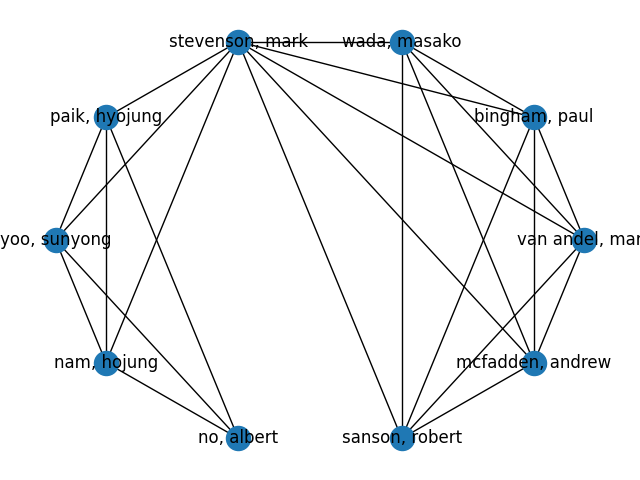 stevenson, mark
wada, masako
paik, hyojung
bingham, paul
yoo, sunyong
van andel, mar
nam, hojung
mcfadden, andrew
no, albert
sanson, robert